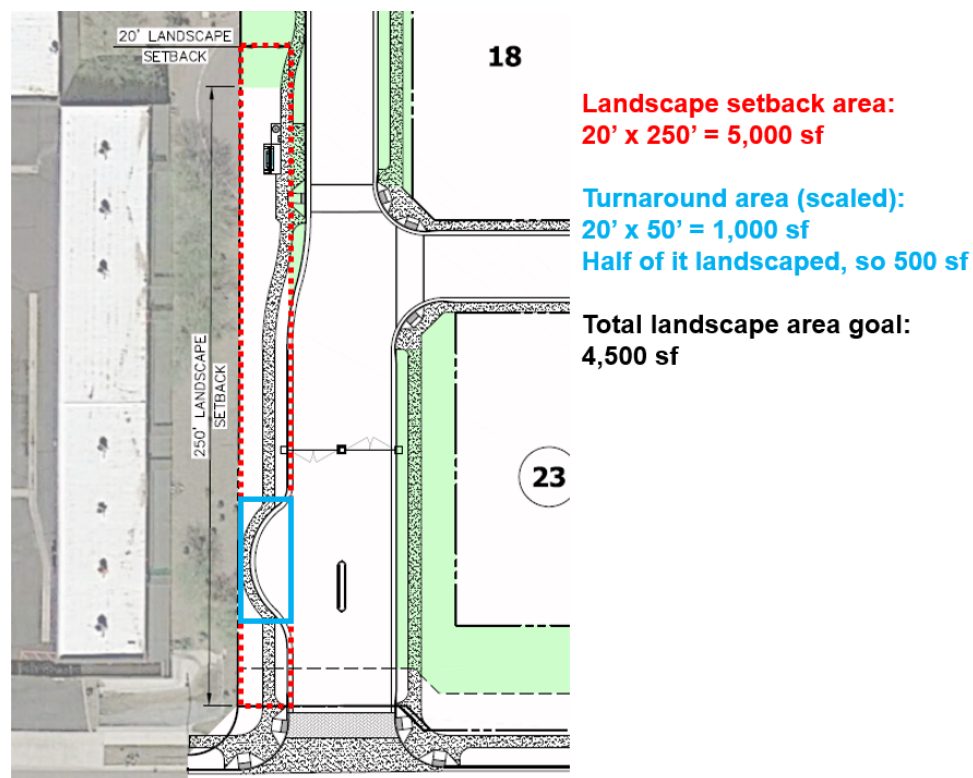 20' LANDSCAPE
SETBACK
18
Landscape setback area:
20’ x 250’ = 5,000 sf
Turnaround area (scaled):
20’ x 50’ = 1,000 sf
Half of it landscaped, so 500 sf
Total landscape area goal:
4,500 sf
250' LANDSCAPE
SETBACK
23